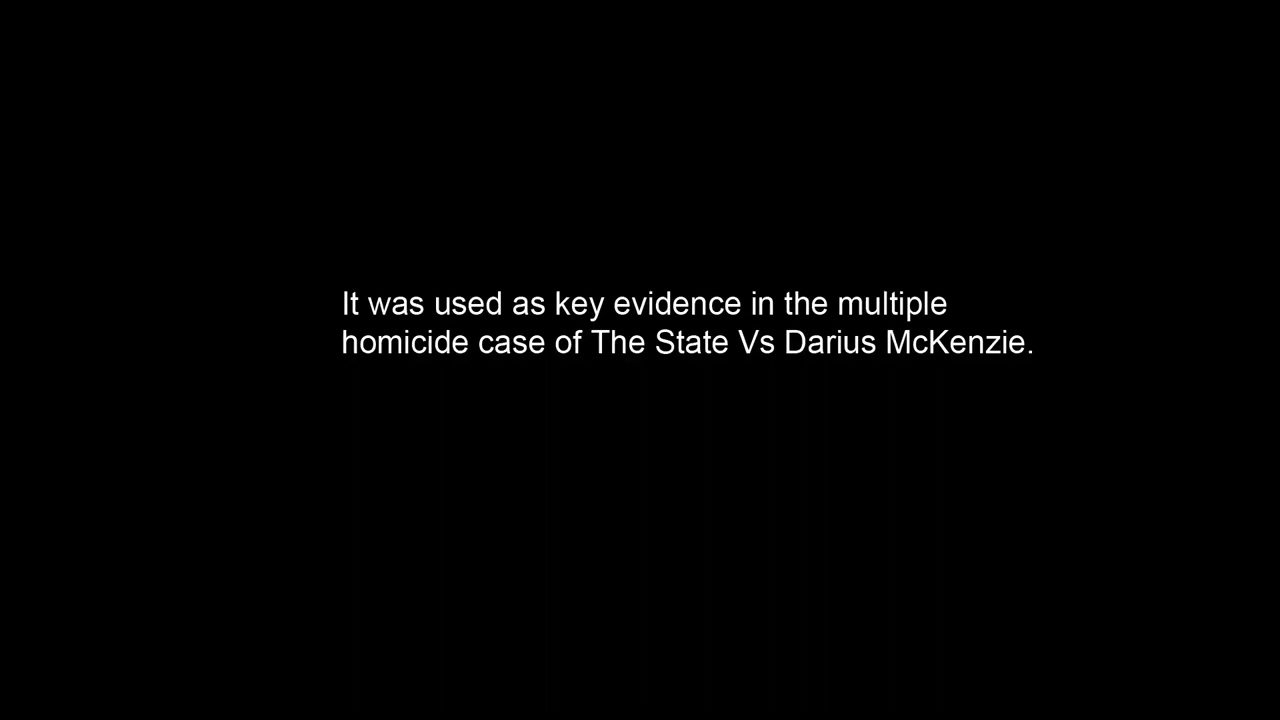 It was used as key evidence in the multiple
homicide case of The State Vs Darius McKenzie.